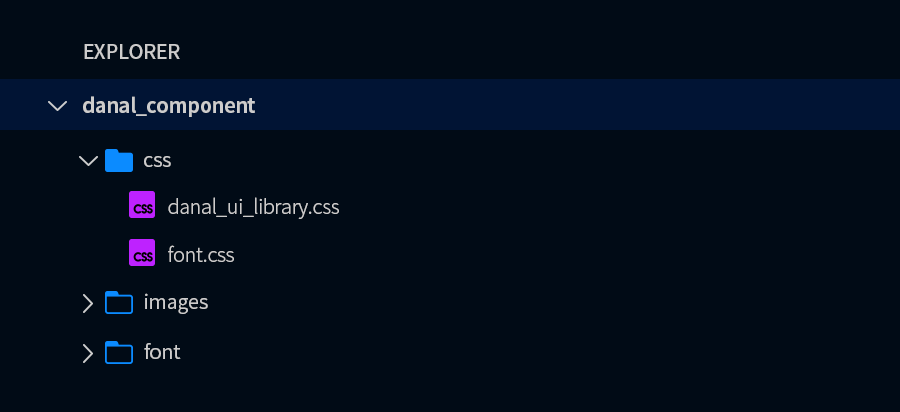 EXPLORER
danal_component
css
CSS danal_ui_library.css
CSS font.css
images
font